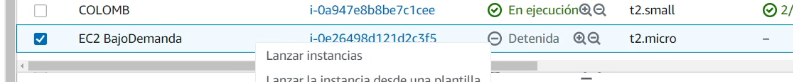 COLOMB i-0a947e8b8be7c1cee En ejecución t2.small 2/
EC2 BajoDemanda i-0e26498d121d2c3f5 Detenida t2.micro –
Lanzar instancias
Lanzar la instancia desde una plantilla